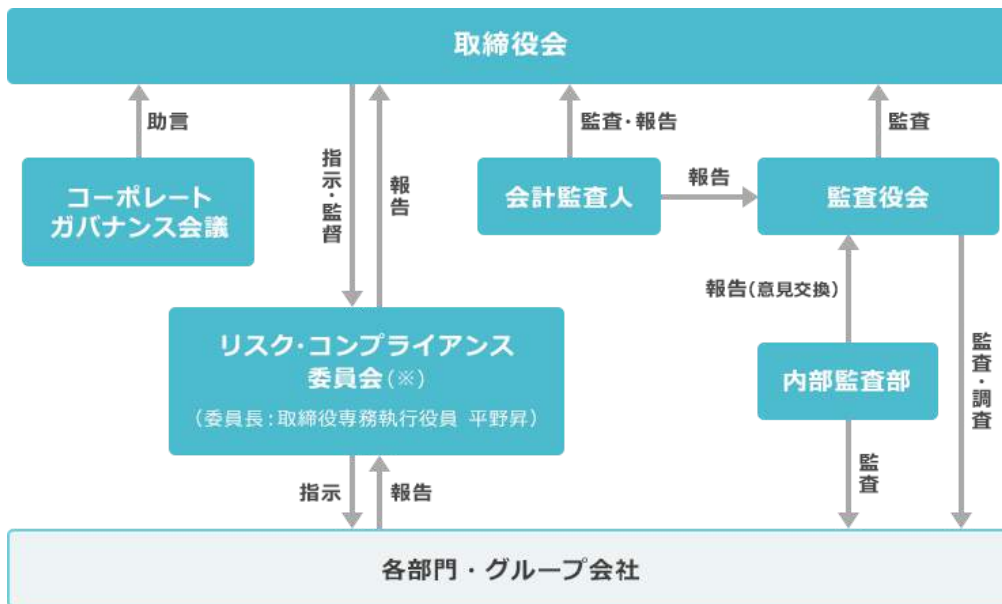 取締役会
助言
指示・監督
報告
監査・報告
監査
コーポレート
ガバナンス会議
会計監査人
報告
監査役会
報告(意見交換)
リスク・コンプライアンス
委員会(※)
(委員長:取締役専務執行役員 平野昇)
内部監査部
監査・調査
指示
報告
監査
各部門・グループ会社